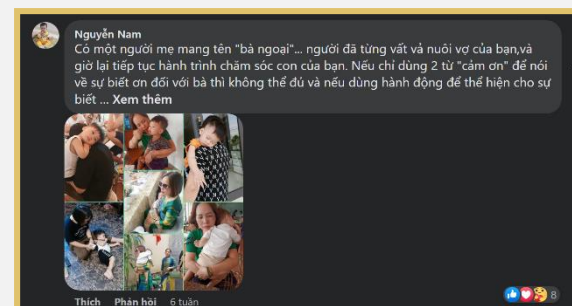 Nguyễn Nam
Có một người mẹ mang tên "bà ngoại"... người đã từng vất vả nuôi vợ của bạn,và
giờ lại tiếp tục hành trình chăm sóc con của bạn. Nếu chỉ dùng 2 từ "cảm ơn" để nói
về sự biết ơn đối với bà thì không thể đủ và nếu dùng hành động để thể hiện cho sự
biết ... Xem thêm
Thích Phản hồi 6 tuần
8